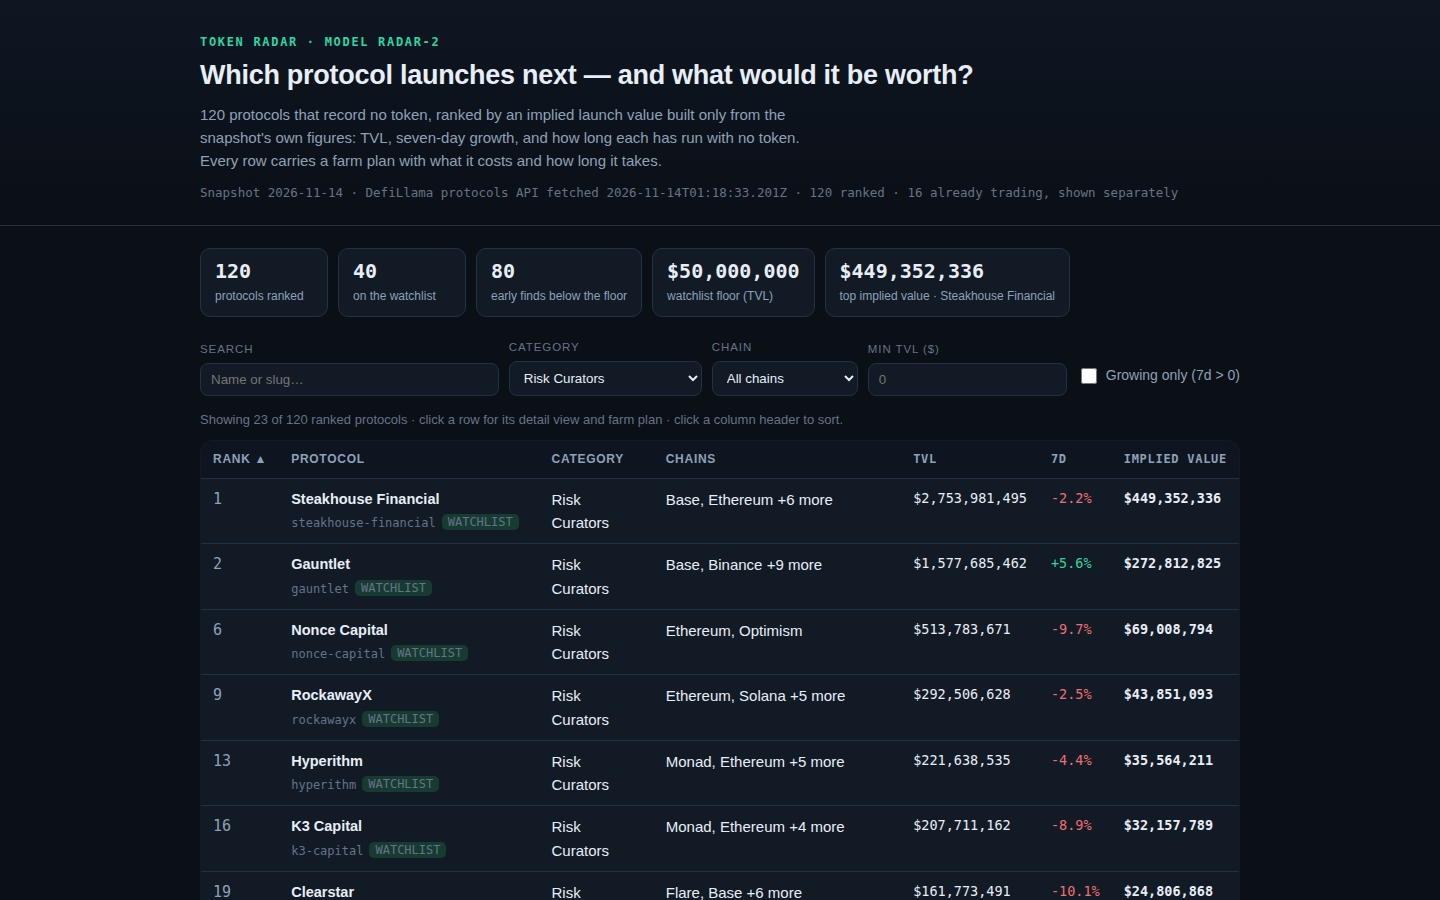 TOKEN RADAR · MODEL RADAR-2
Which protocol launches next — and what would it be worth?
120 protocols that record no token, ranked by an implied launch value built only from the
snapshot's own figures: TVL, seven-day growth, and how long each has run with no token.
Every row carries a farm plan with what it costs and how long it takes.
Snapshot 2026-11-14 · DefiLlama protocols API fetched 2026-11-14T01:18:33.201Z · 120 ranked · 16 already trading, shown separately
120
protocols ranked
40
on the watchlist
80
early finds below the floor
$50,000,000
watchlist floor (TVL)
$449,352,336
top implied value · Steakhouse Financial
SEARCH
Name or slug…
CATEGORY
Risk Curators
CHAIN
All chains
MIN TVL ($)
0
Growing only (7d > 0)
Showing 23 of 120 ranked protocols · click a row for its detail view and farm plan · click a column header to sort.
RANK ▲ PROTOCOL CATEGORY CHAINS TVL 7D IMPLIED VALUE
1 Steakhouse Financial Risk Base, Ethereum +6 more $2,753,981,495 -2.2% $449,352,336
steakhouse-financial WATCHLIST Curators
2 Gauntlet Risk Base, Binance +9 more $1,577,685,462 +5.6% $272,812,825
gauntlet WATCHLIST Curators
6 Nonce Capital Risk Ethereum, Optimism $513,783,671 -9.7% $69,008,794
nonce-capital WATCHLIST Curators
9 RockawayX Risk Ethereum, Solana +5 more $292,506,628 -2.5% $43,851,093
rockawayx WATCHLIST Curators
13 Hyperithm Risk Monad, Ethereum +5 more $221,638,535 -4.4% $35,564,211
hyperithm WATCHLIST Curators
16 K3 Capital Risk Monad, Ethereum +4 more $207,711,162 -8.9% $32,157,789
k3-capital WATCHLIST Curators
19 Clearstar Risk Flare, Base +6 more $161,773,491 -10.1% $24,806,868